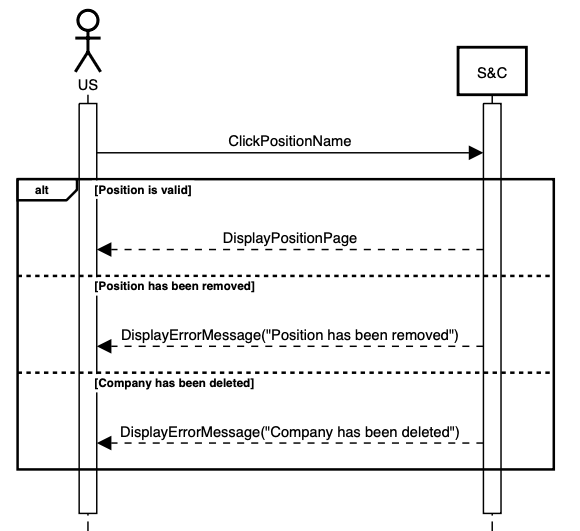 US
S&C
ClickPositionName
alt
[Position is valid]
DisplayPositionPage
[Position has been removed]
DisplayErrorMessage("Position has been removed")
[Company has been deleted]
DisplayErrorMessage("Company has been deleted")